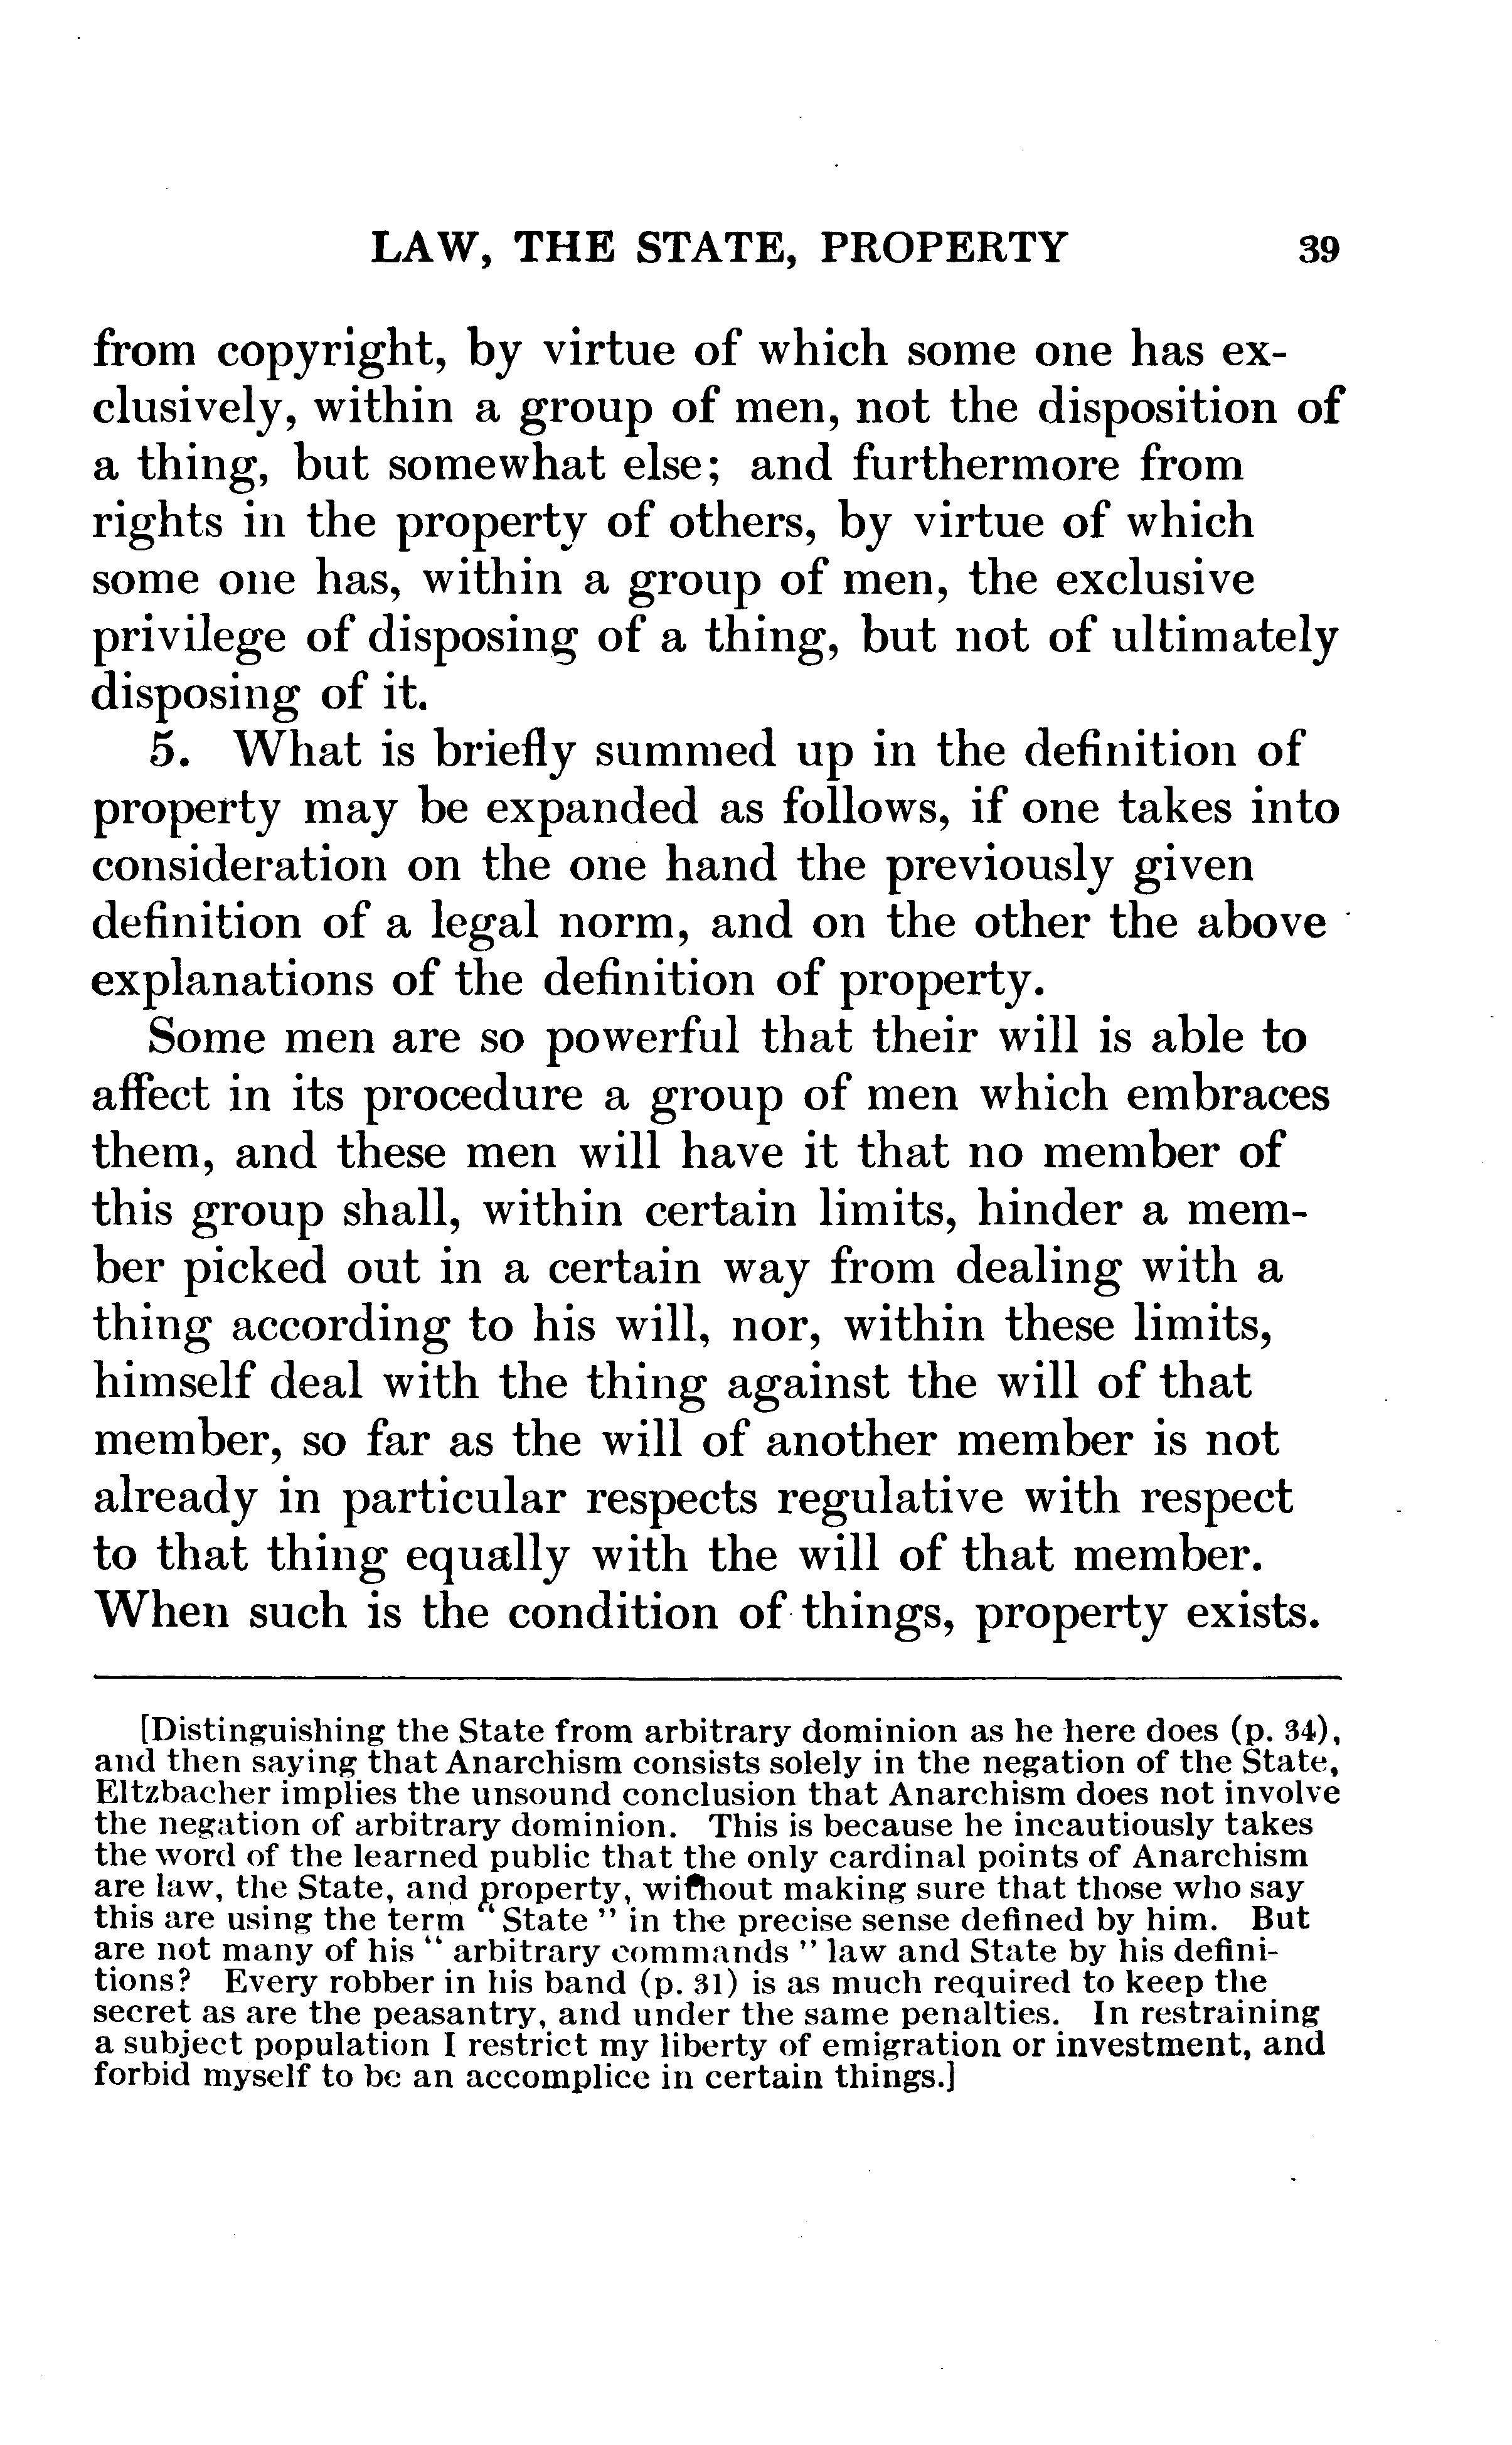 LAW, THE STATE, PROPERTY 39
from copyright, by virtue of which some one has ex-
clusively, within a group of men, not the disposition of
a thing, but somewhat else; and furthermore from
rights in the property of others, by virtue of which
some one has, within a group of men, the exclusive
privilege of disposing of a thing, but not of ultimately
disposing of it.
5. What is briefly summed up in the definition of
property may be expanded as follows, if one takes into
consideration on the one hand the previously given
definition of a legal norm, and on the other the above
explanations of the definition of property.
Some men are so powerful that their will is able to
affect in its procedure a group of men which embraces
them, and these men will have it that no member of
this group shall, within certain limits, hinder a mem-
ber picked out in a certain way from dealing with a
thing according to his will, nor, within these limits,
himself deal with the thing against the will of that
member, so far as the will of another member is not
already in particular respects regulative with respect
to that thing equally with the will of that member.
When such is the condition of things, property exists.
[Distinguishing the State from arbitrary dominion as he here does (p. 34),
and then saying that Anarchism consists solely in the negation of the State,
Eltzbacher implies the unsound conclusion that Anarchism does not involve
the negation of arbitrary dominion. This is because he incautiously takes
the word of the learned public that the only cardinal points of Anarchism
are law, the State, and property, without making sure that those who say
this are using the term "State" in the precise sense defined by him. But
are not many of his "arbitrary commands" law and State by his defini-
tions? Every robber in his band (p. 31) is as much required to keep the
secret as are the peasantry, and under the same penalties. In restraining
a subject population I restrict my liberty of emigration or investment, and
forbid myself to be an accomplice in certain things.]